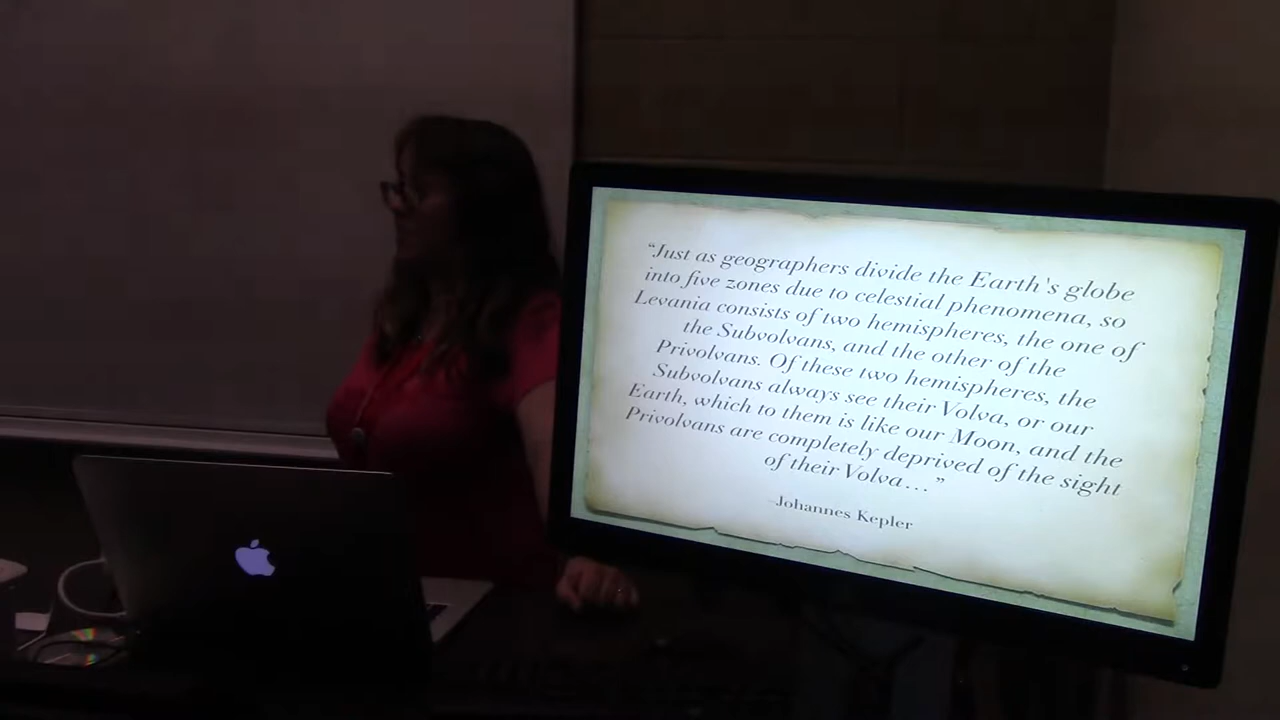 “Just as geographers divide the Earth's globe
into five zones due to celestial phenomena, so
Levania consists of two hemispheres, the one of
the Subvolvans, and the other of the
Privolvans. Of these two hemispheres, the
Subvolvans always see their Volva, or our
Earth, which to them is like our Moon, and the
Privolvans are completely deprived of the sight
of their Volva…”
-Johannes Kepler